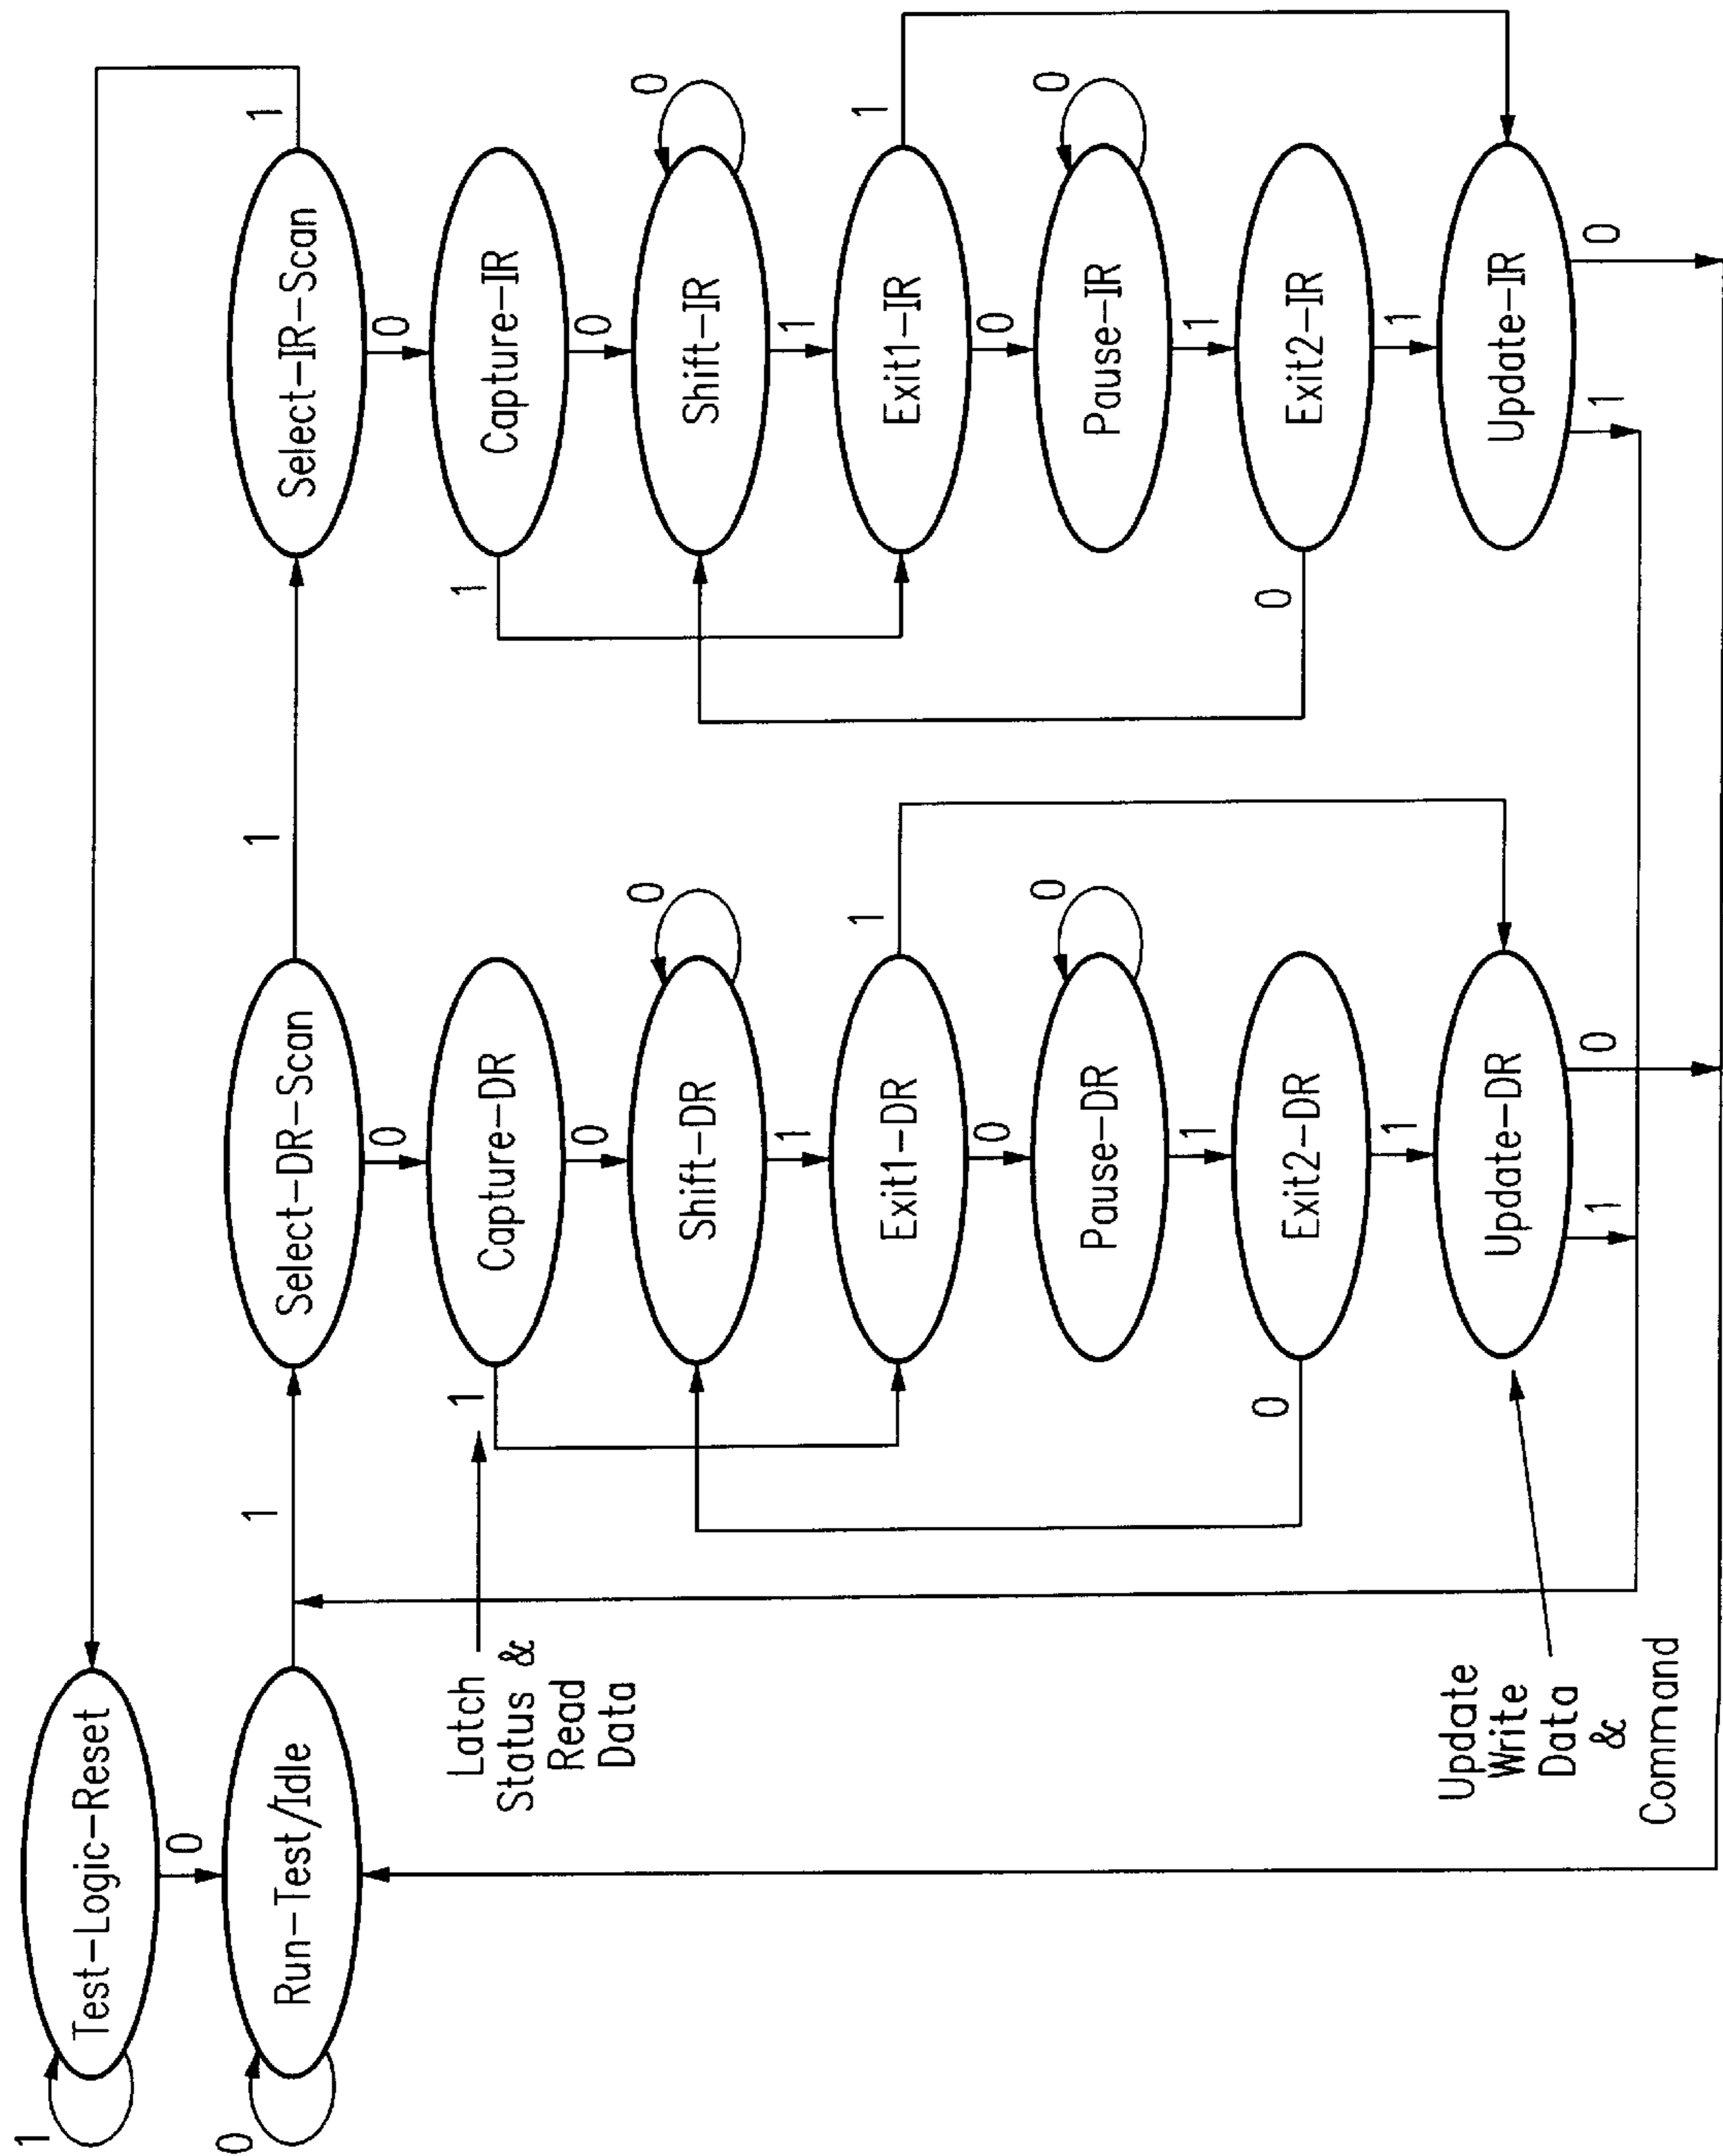 1
Test-Logic-Reset
0
0
Run-Test/Idle
1
Select-DR-Scan
1
Select-IR-Scan
1
0
0
Latch
Status &
Read
Data
1
Capture-DR
0
1
Capture-IR
0
Shift-DR
0
1
Shift-IR
0
1
Exit1-DR
1
0
Exit1-IR
1
0
Pause-DR
0
1
Pause-IR
0
1
0
Exit2-DR
1
0
Exit2-IR
1
Update
Write
Data
&
Command
Update-DR
1
0
Update-IR
1
0